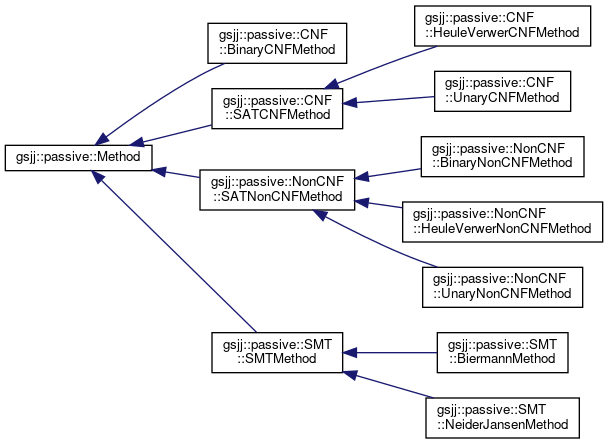 gsjj::passive::Method
gsjj::passive::CNF
::BinaryCNFMethod
gsjj::passive::CNF
::SATCNFMethod
gsjj::passive::NonCNF
::SATNonCNFMethod
gsjj::passive::SMT
::SMTMethod
gsjj::passive::CNF
::HeuleVerwerCNFMethod
gsjj::passive::CNF
::UnaryCNFMethod
gsjj::passive::NonCNF
::BinaryNonCNFMethod
gsjj::passive::NonCNF
::HeuleVerwerNonCNFMethod
gsjj::passive::NonCNF
::UnaryNonCNFMethod
gsjj::passive::SMT
::BiermannMethod
gsjj::passive::SMT
::NeiderJansenMethod